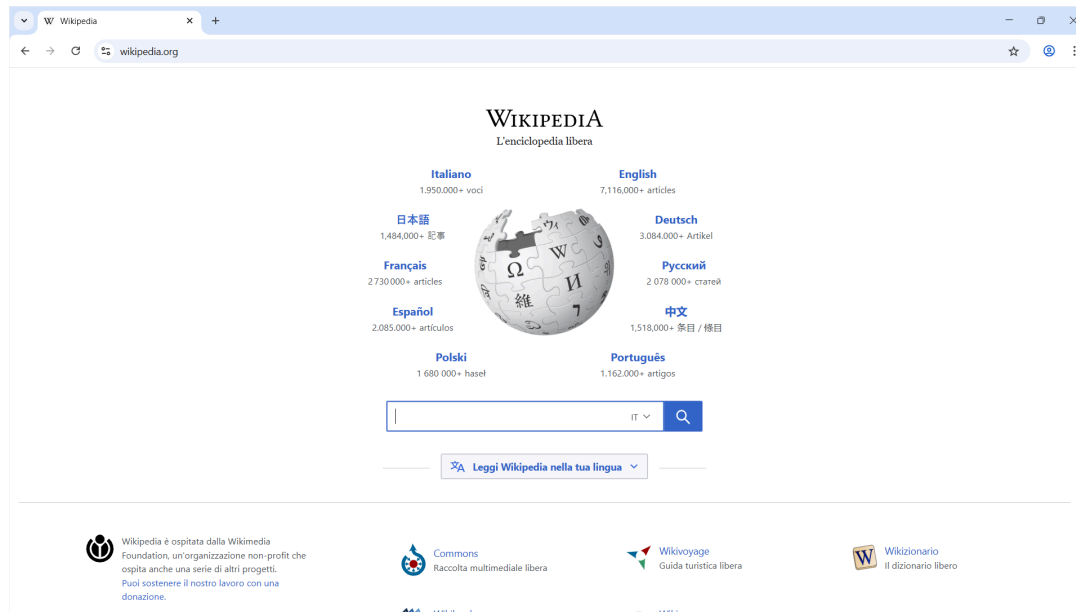 Wikipedia
wikipedia.org
WIKIPEDIA
L'enciclopedia libera
Italiano
1.950.000+ voci
English
7,116,000+ articles
日本語
1,484,000+ 記事
Deutsch
3.084.000+ Artikel
Français
2 730 000+ articles
Русский
2 078 000+ статей
Español
2.085.000+ artículos
中文
1,518,000+ 条目 / 條目
Polski
1 680 000+ haseł
Português
1.162.000+ artigos
Ω W И 維 7 ウィ
IT
Leggi Wikipedia nella tua lingua
Wikipedia è ospitata dalla Wikimedia
Foundation, un'organizzazione non-profit che
ospita anche una serie di altri progetti.
Puoi sostenere il nostro lavoro con una
donazione.
Commons
Raccolta multimediale libera
Wikivoyage
Guida turistica libera
W
Wikizionario
Il dizionario libero